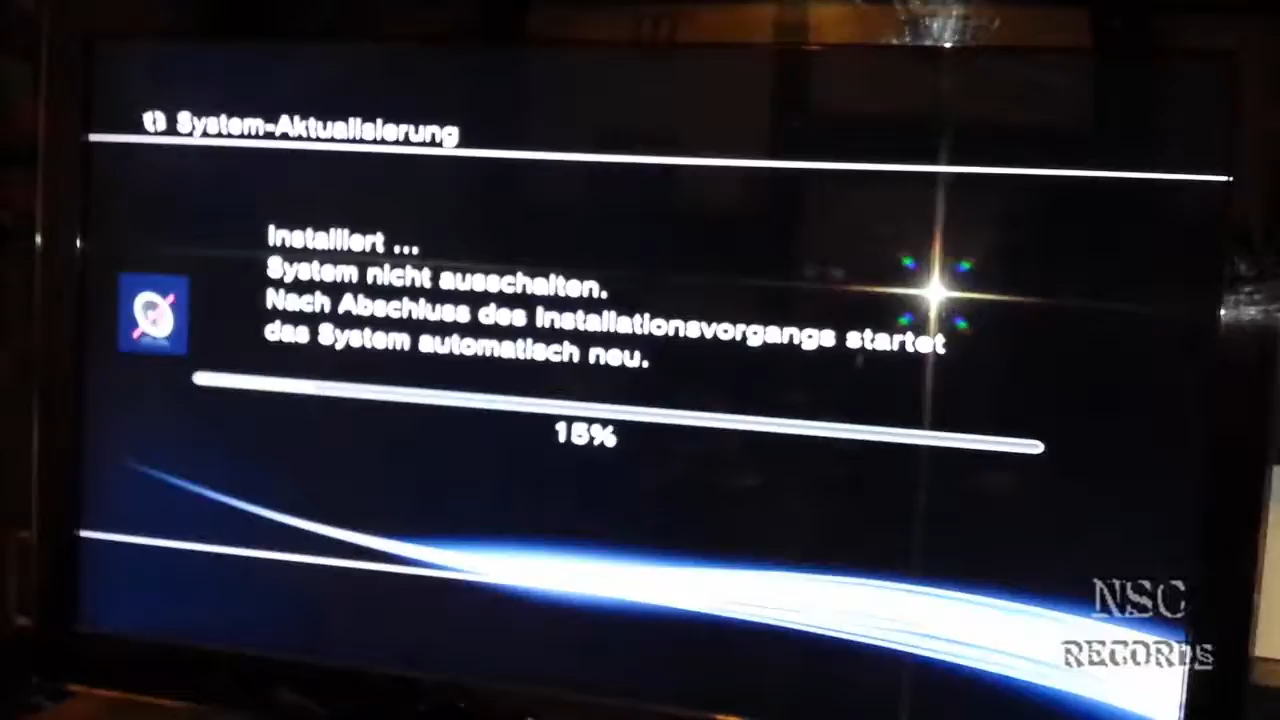 System-Aktualisierung
Installiert ...
System nicht ausschalten.
Nach Abschluss des Installationsvorgangs startet
das System automatisch neu.
15%
NSC
RECORDS